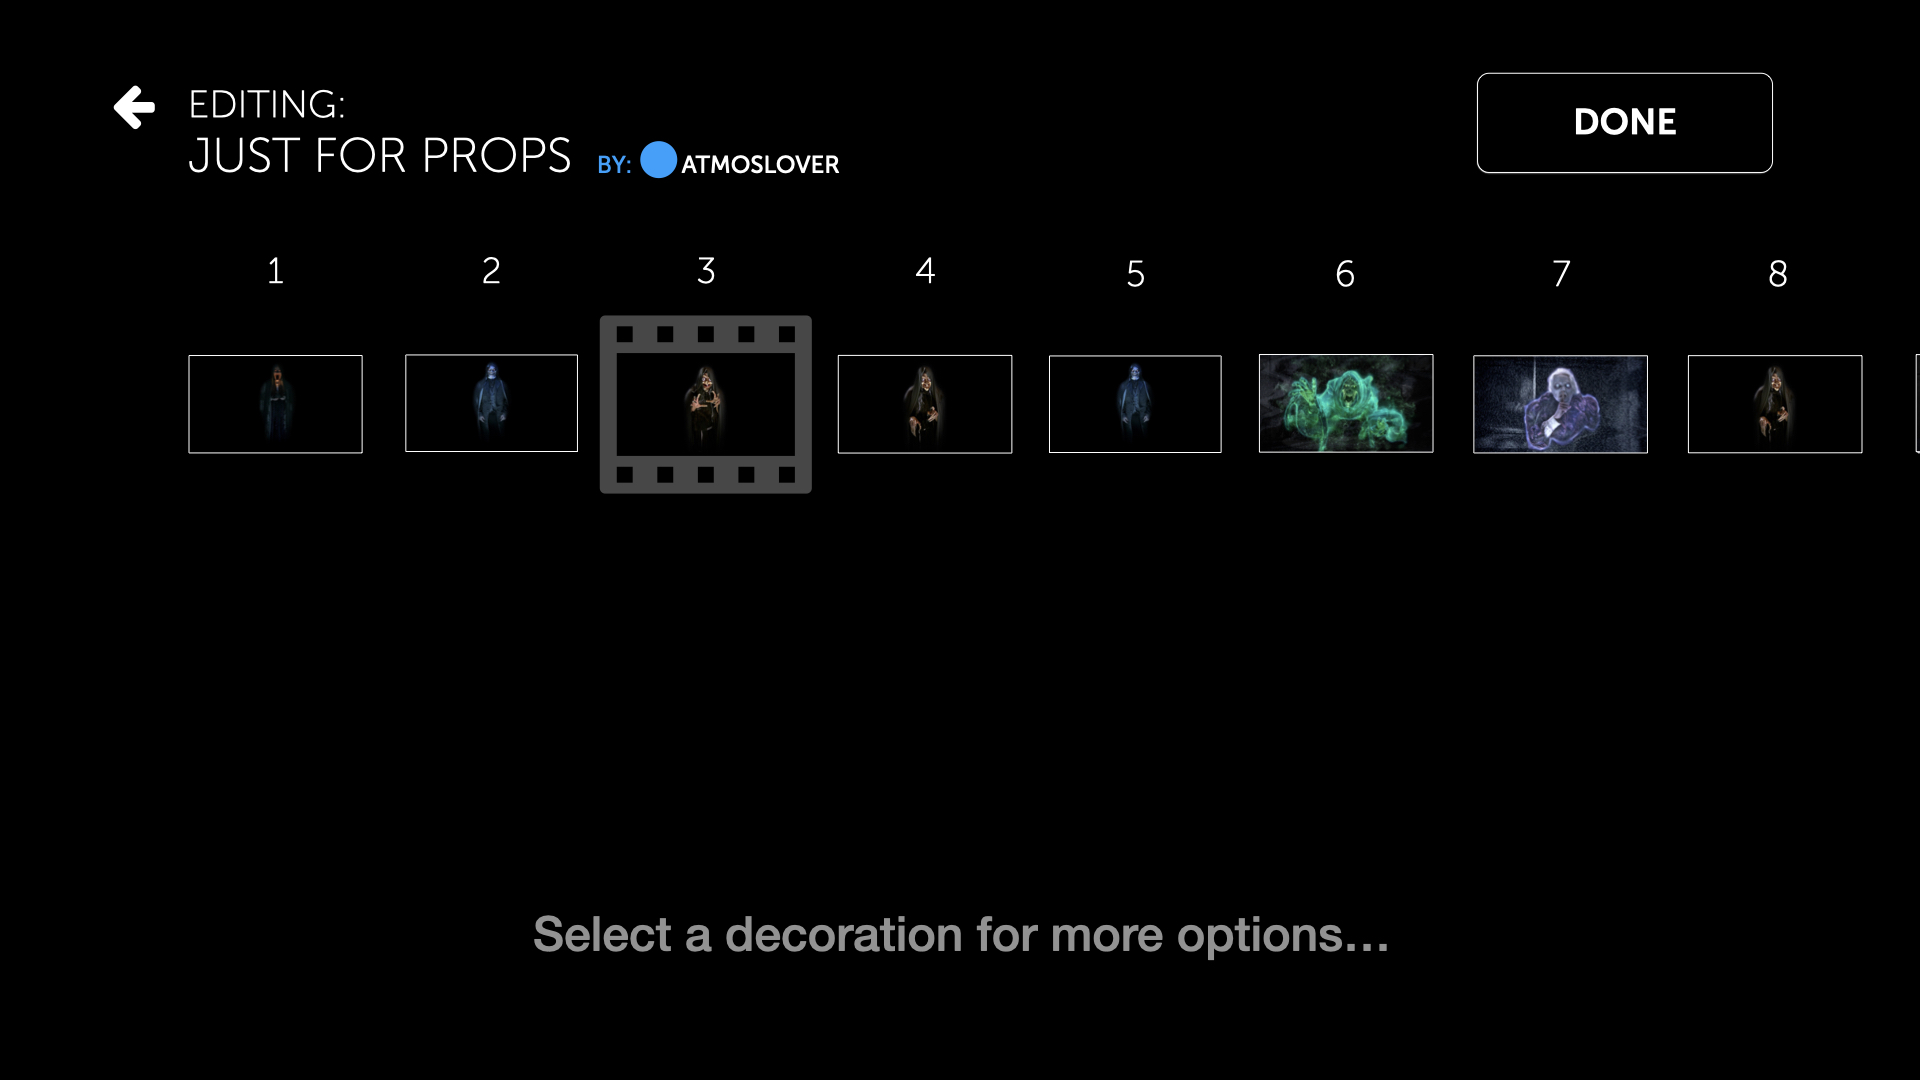 EDITING:
JUST FOR PROPS BY: ATMOSLOVER
DONE
1 2 3 4 5 6 7 8
Select a decoration for more options...